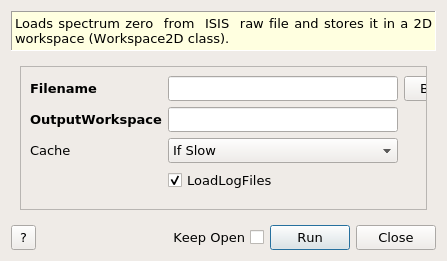 Loads spectrum zero from ISIS raw file and stores it in a 2D
workspace (Workspace2D class).
Filename
OutputWorkspace
Cache If Slow
LoadLogFiles
? Keep Open Run Close